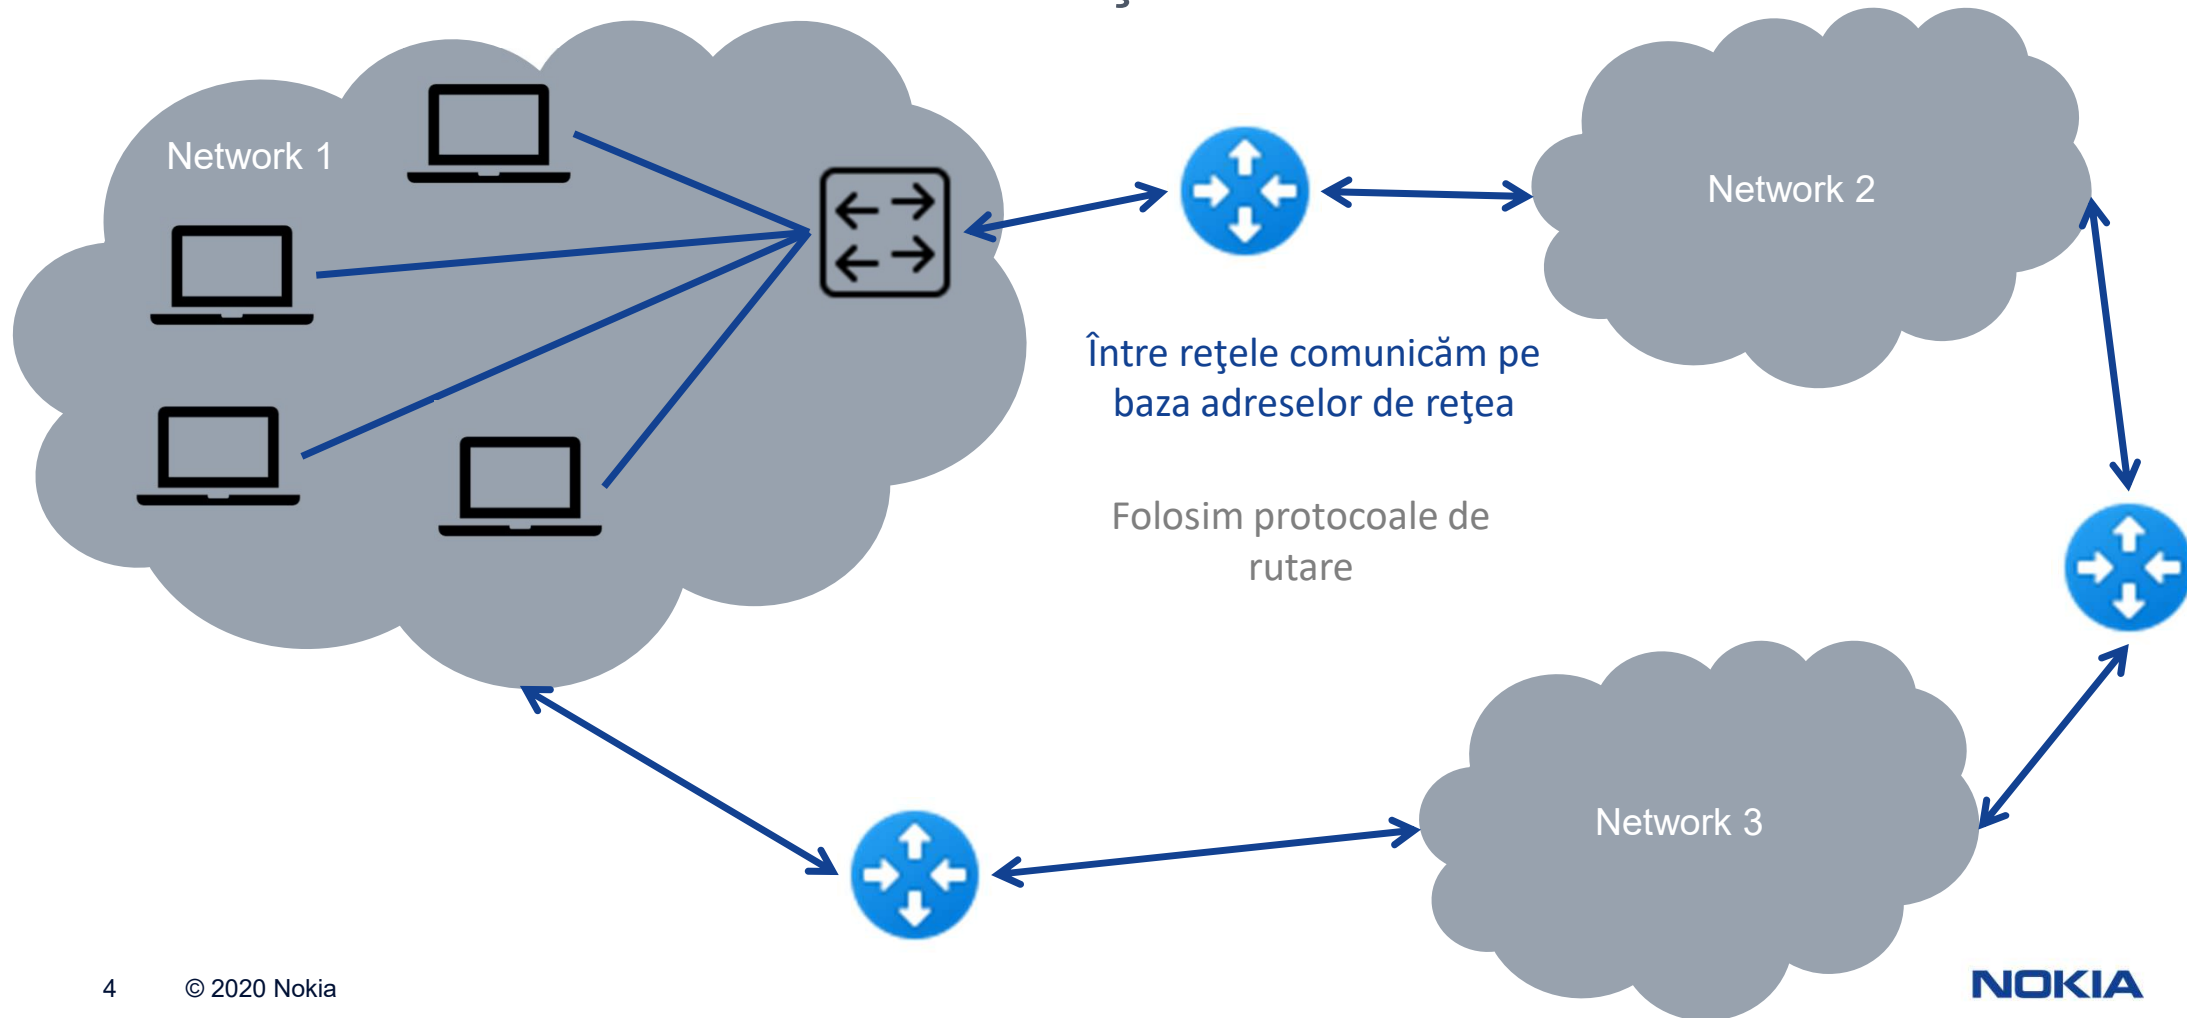 Network 1
Network 2
Între reţele comunicăm pe
baza adreselor de reţea
Folosim protocoale de
rutare
Network 3
4 © 2020 Nokia
NOKIA